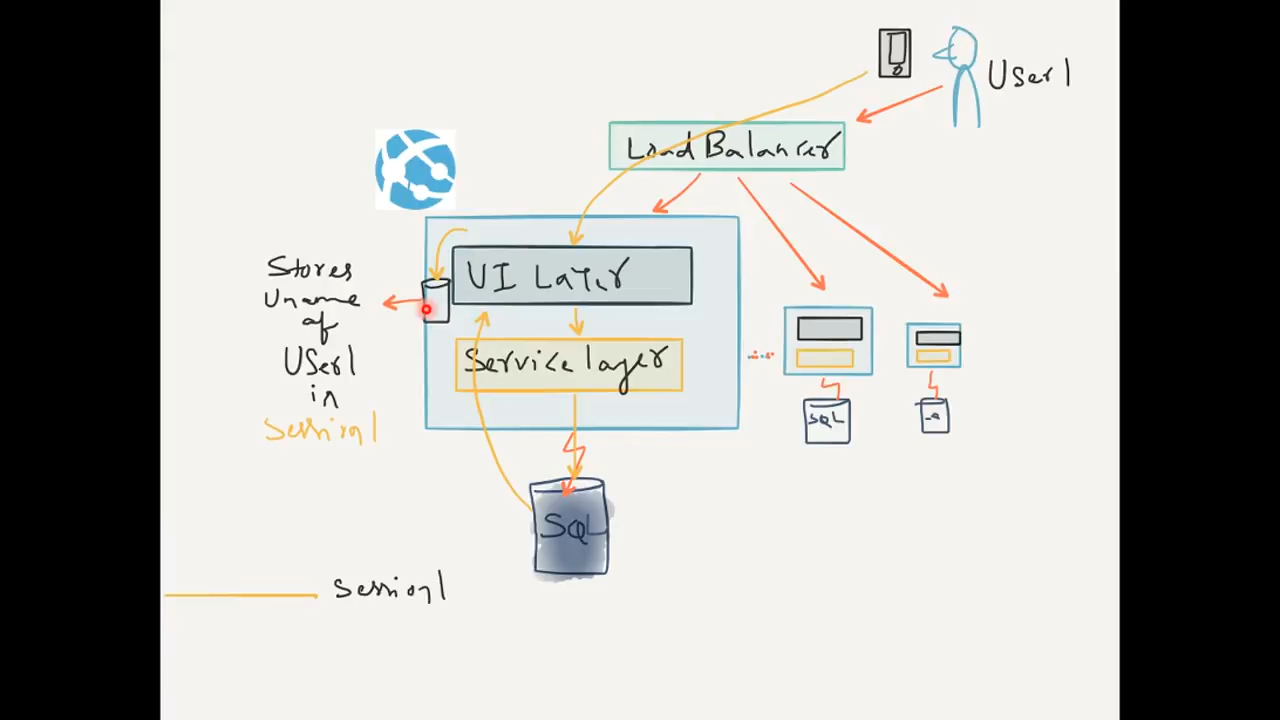 User1
Load Balancer
UI Layer
Stores
Uname
of
USer1
in
Session1
Service layer
SQL
SQL
Session1